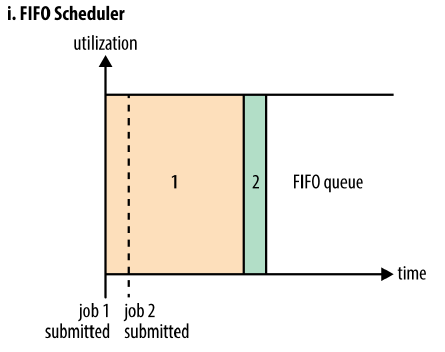 i. FIFO Scheduler
utilization
1
2
FIFO queue
time
job 1
submitted
job 2
submitted